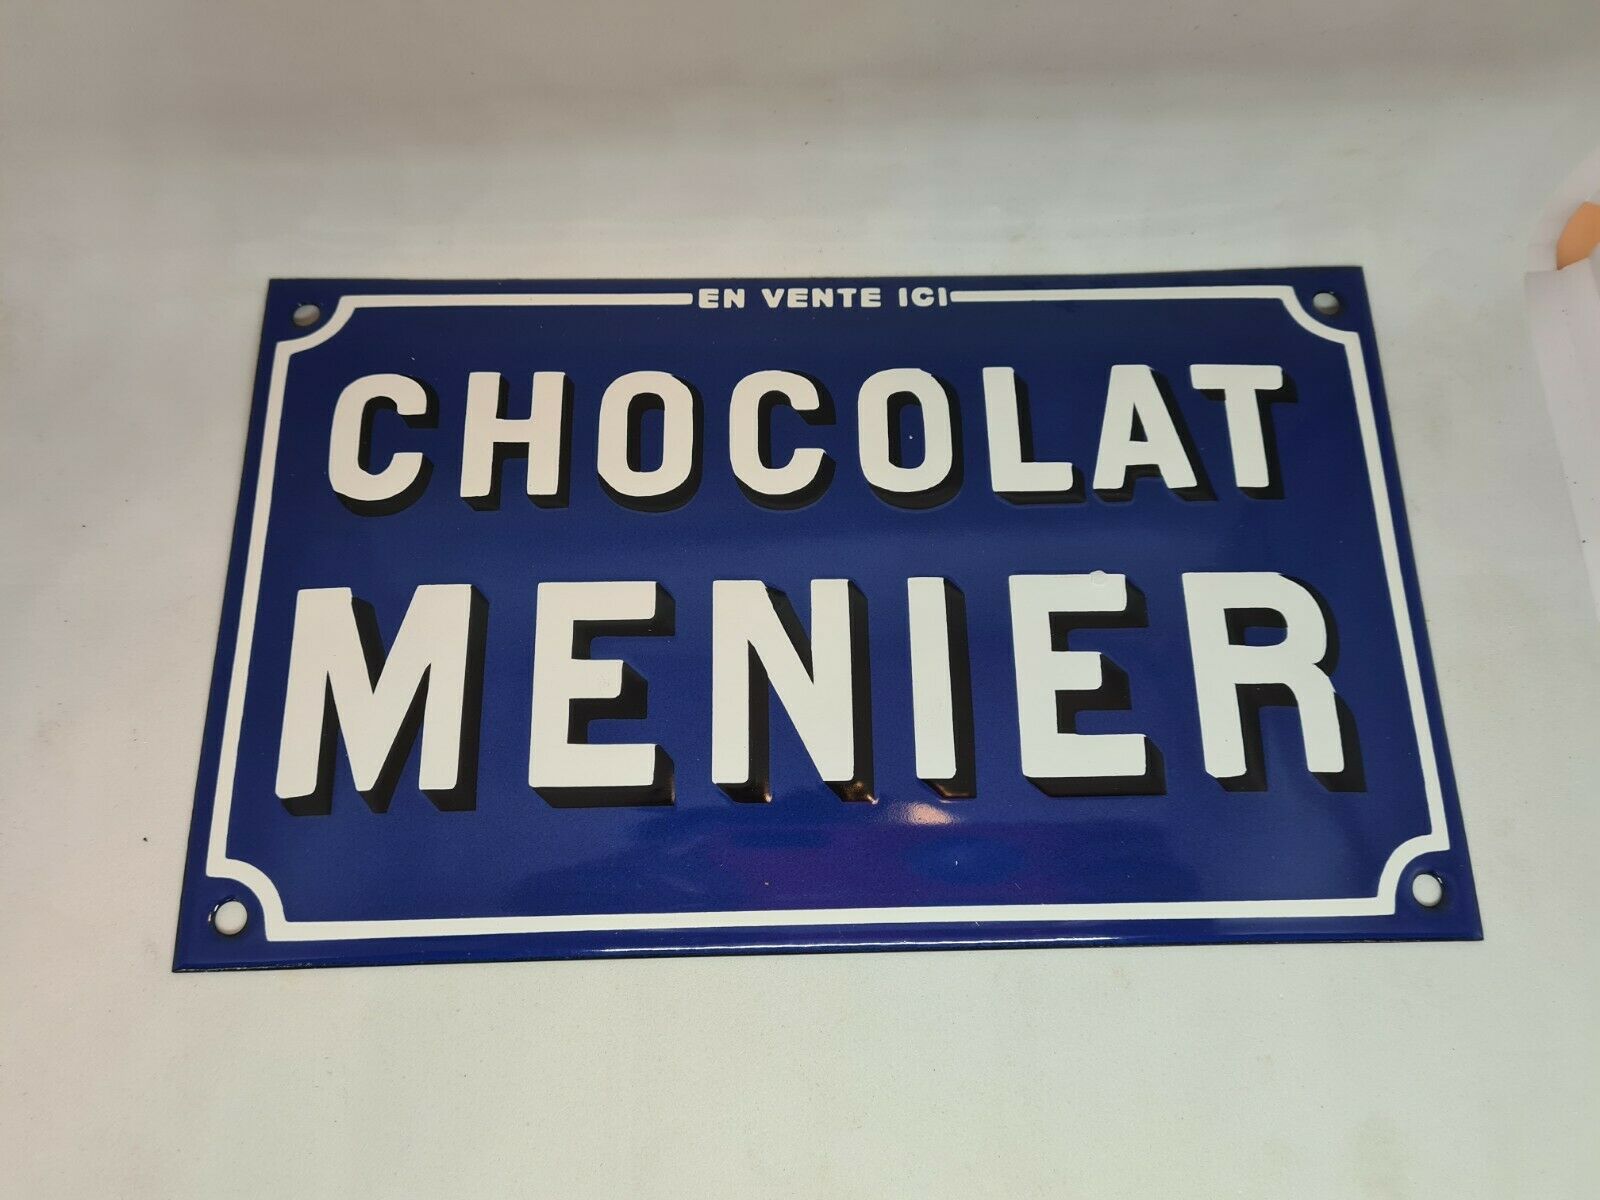 EN VENTE ICI
CHOCOLAT
MENIER